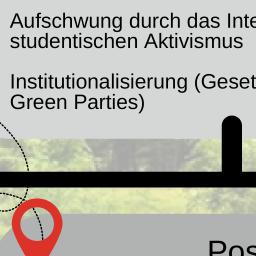 Aufschwung durch das Inte
studentischen Aktivismus
Institutionalisierung (Geset
Green Parties)
Pos